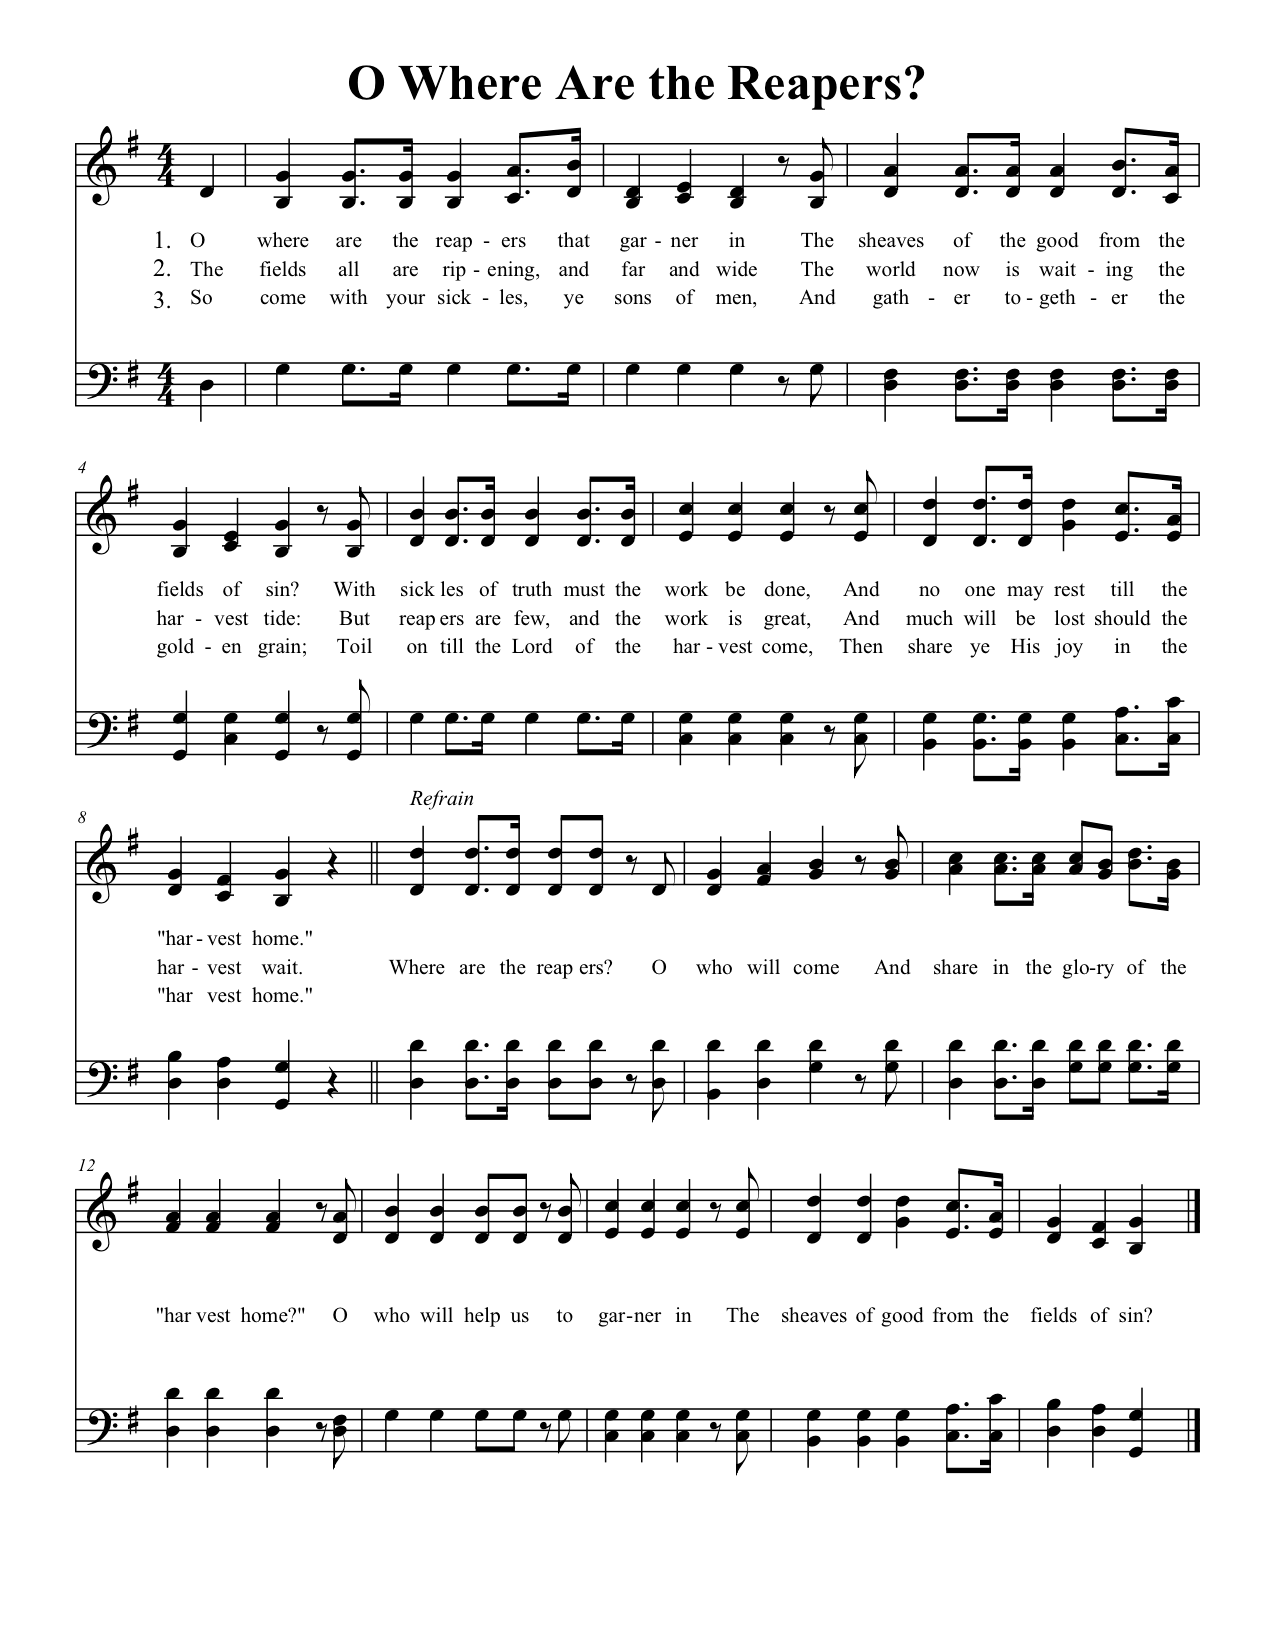 O Where Are the Reapers?
1. O where are the reap - ers that gar - ner in The sheaves of the good from the
2. The fields all are rip - ening, and far and wide The world now is wait - ing the
3. So come with your sick - les, ye sons of men, And gath - er to - geth - er the
4
fields of sin? With sick les of truth must the work be done, And no one may rest till the
har - vest tide: But reap ers are few, and the work is great, And much will be lost should the
gold - en grain; Toil on till the Lord of the har - vest come, Then share ye His joy in the
Refrain
8
"har - vest home."
har - vest wait. Where are the reap ers? O who will come And share in the glo-ry of the
"har vest home."
12
"har vest home?" O who will help us to gar-ner in The sheaves of good from the fields of sin?